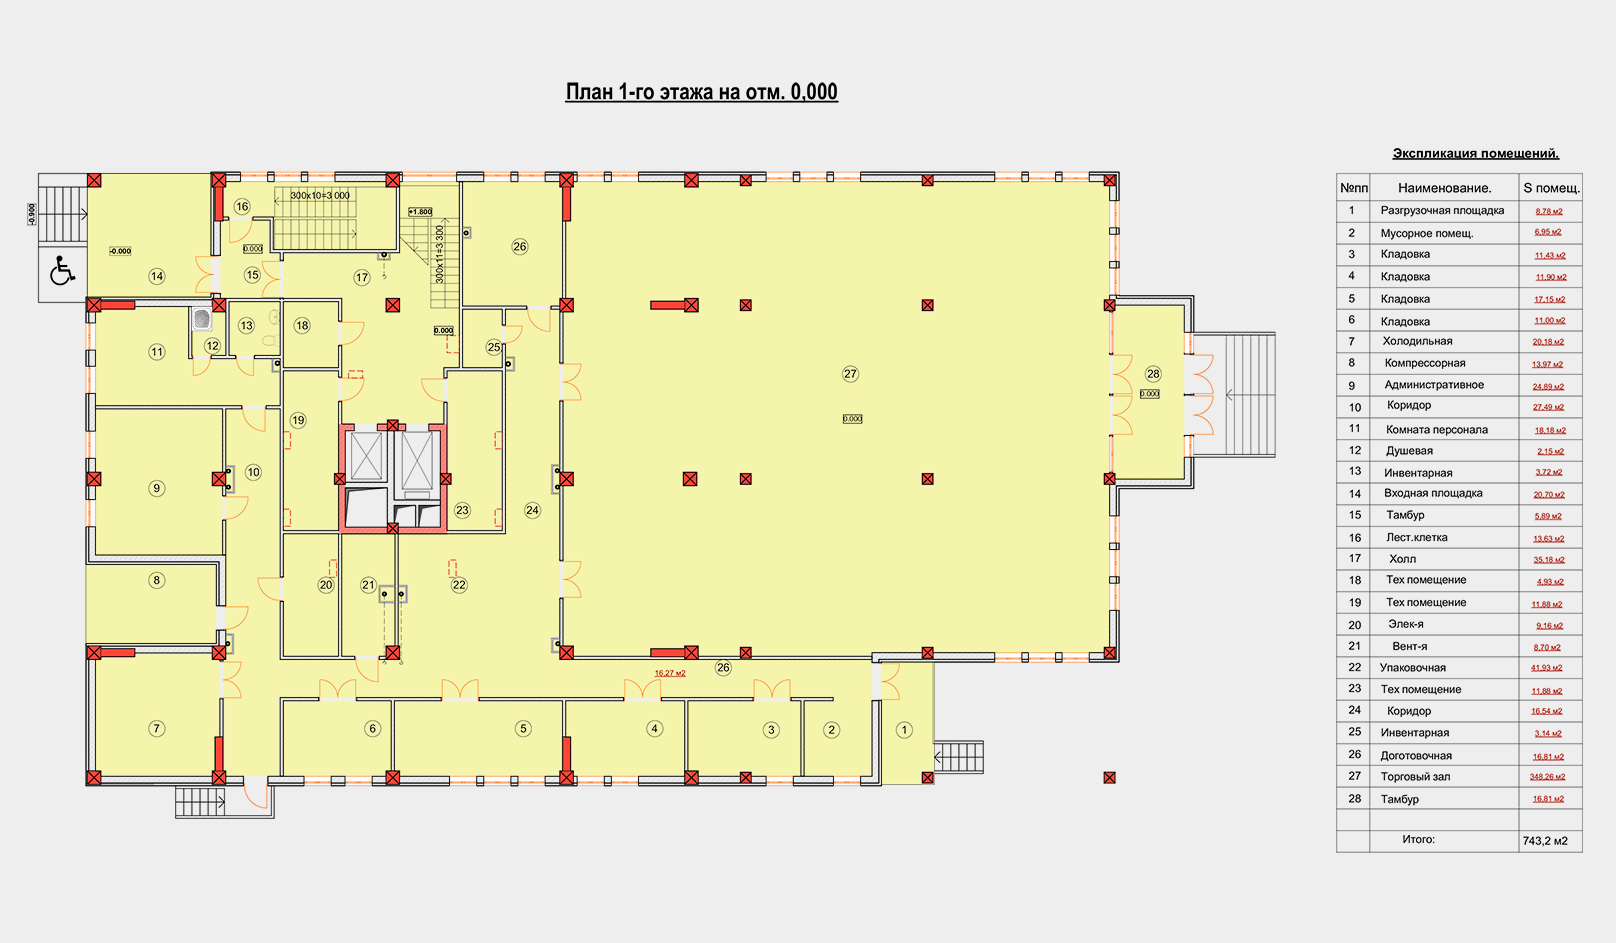 План 1-го этажа на отм. 0,000
Экспликация помещений.
№пп Наименование. S помещ.
1 Разгрузочная площадка 8,78 м2
2 Мусорное помещ. 6,95 м2
3 Кладовка 11,43 м2
4 Кладовка 11,90 м2
5 Кладовка 17,15 м2
6 Кладовка 11,00 м2
7 Холодильная 20,18 м2
8 Компрессорная 13,97 м2
9 Административное 24,89 м2
10 Коридор 27,49 м2
11 Комната персонала 18,18 м2
12 Душевая 2,15 м2
13 Инвентарная 3,72 м2
14 Входная площадка 20,70 м2
15 Тамбур 5,89 м2
16 Лест.клетка 13,63 м2
17 Холл 35,18 м2
18 Тех помещение 4,93 м2
19 Тех помещение 11,88 м2
20 Элек-я 9,16 м2
21 Вент-я 8,70 м2
22 Упаковочная 41,93 м2
23 Тех помещение 11,88 м2
24 Коридор 16,54 м2
25 Инвентарная 3,14 м2
26 Доготовочная 16,81 м2
27 Торговый зал 348,26 м2
28 Тамбур 16,81 м2
Итого: 743,2 м2
300x10=3 000
16
+1.800
-0.900
300x11=3 300
26
-0.000
0.000
14
15
17
13
18
0.000
12
11
25
27
28
0.000
0.000
19
10
9
23
24
8
20
21
22
26
16,27 м2
7
6
5
4
3
2
1